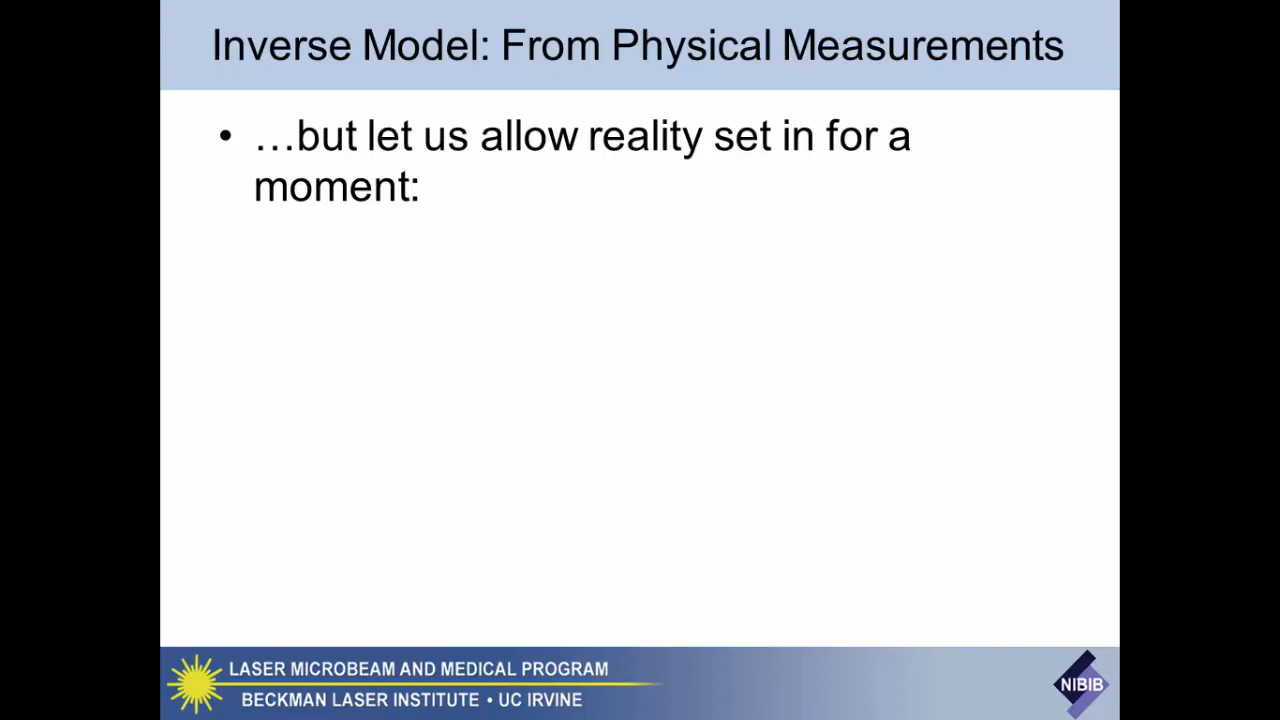 Inverse Model: From Physical Measurements
• …but let us allow reality set in for a
moment:
LASER MICROBEAM AND MEDICAL PROGRAM
BECKMAN LASER INSTITUTE • UC IRVINE
NIBIB